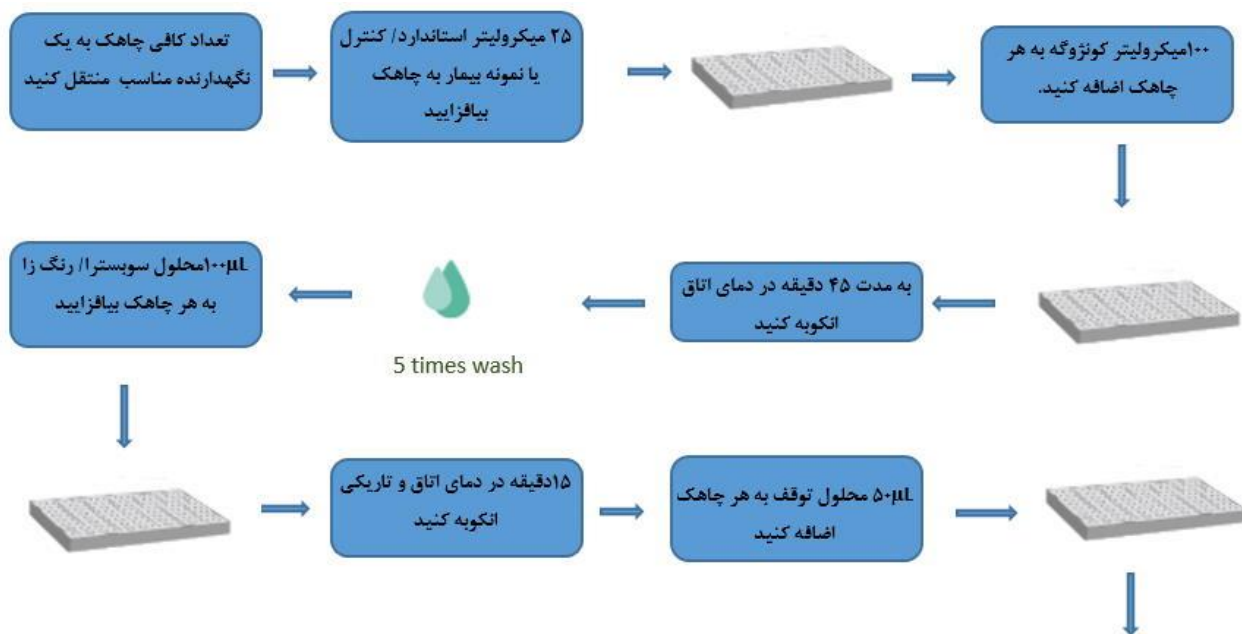 تعداد کافی چاهک به یک
نگهدارنده مناسب منتقل کنید
۲۵ میکرولیتر استاندارد/ کنترل
یا نمونه بیمار به چاهک
بیافزایید
۱۰۰میکرولیتر کونژوگه به هر
چاهک اضافه کنید.
به مدت ۴۵ دقیقه در دمای اتاق
انکوبه کنید
5 times wash
۱۰۰µL محلول سوبسترا/ رنگ زا
به هر چاهک بیافزایید
۱۵دقیقه در دمای اتاق و تاریکی
انکوبه کنید
۵۰µL محلول توقف به هر چاهک
اضافه کنید